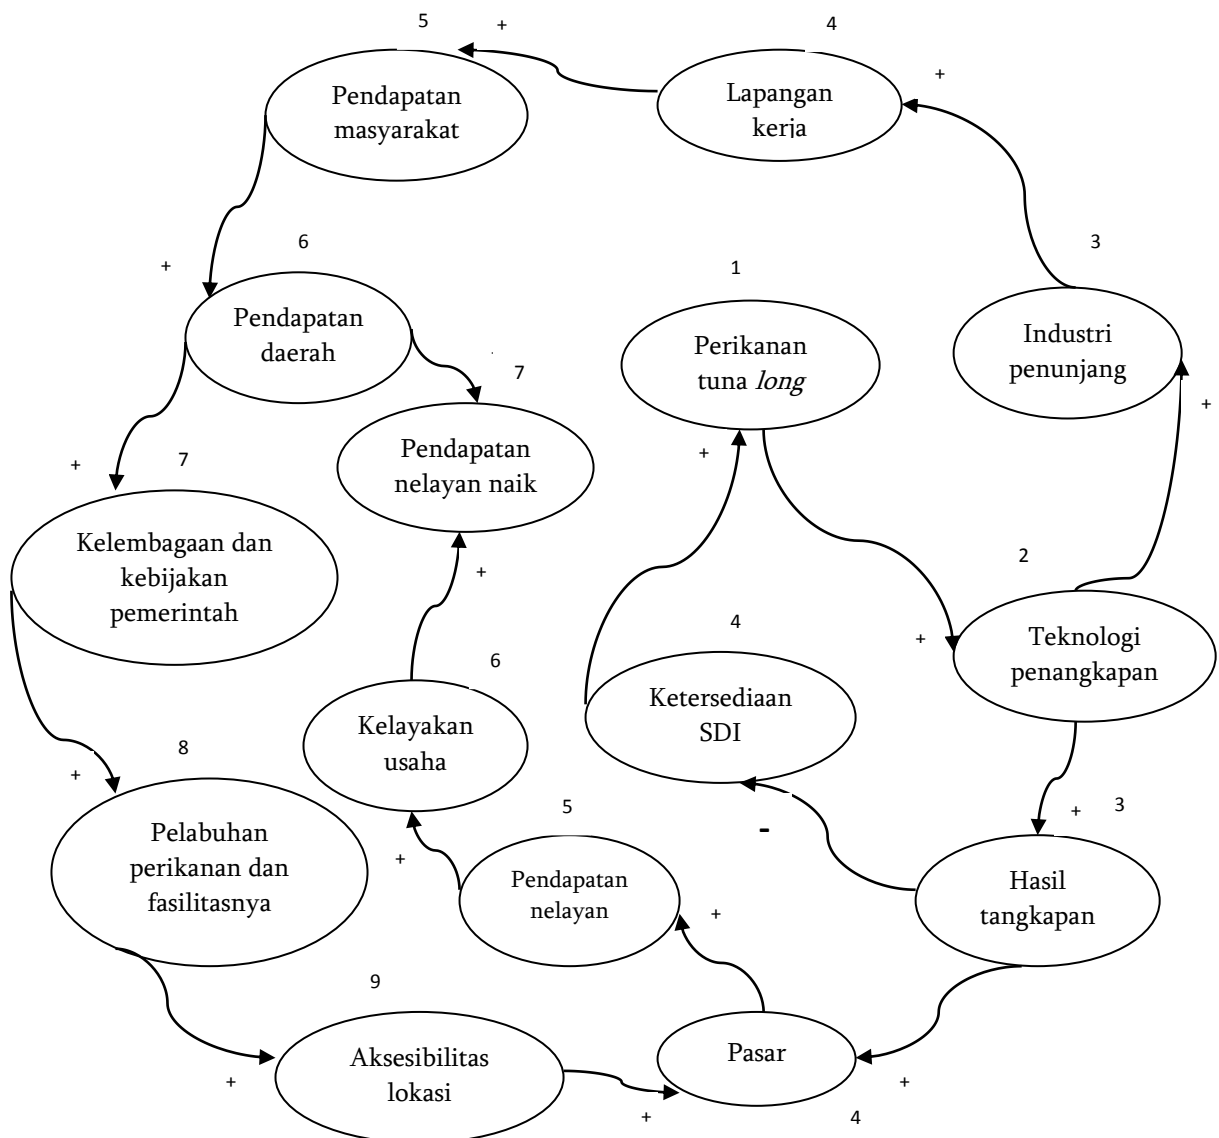 5
+
4
Pendapatan
masyarakat
Lapangan
kerja
+
+
6
Pendapatan
daerah
1
Perikanan
tuna long
3
Industri
penunjang
+
7
Pendapatan
nelayan naik
+
+
7
Kelembagaan dan
kebijakan
pemerintah
+
2
Teknologi
penangkapan
+
4
Ketersediaan
SDI
6
Kelayakan
usaha
+
8
Pelabuhan
perikanan dan
fasilitasnya
+
5
Pendapatan
nelayan
-
+
3
Hasil
tangkapan
+
9
Aksesibilitas
lokasi
+
+
Pasar
+
4